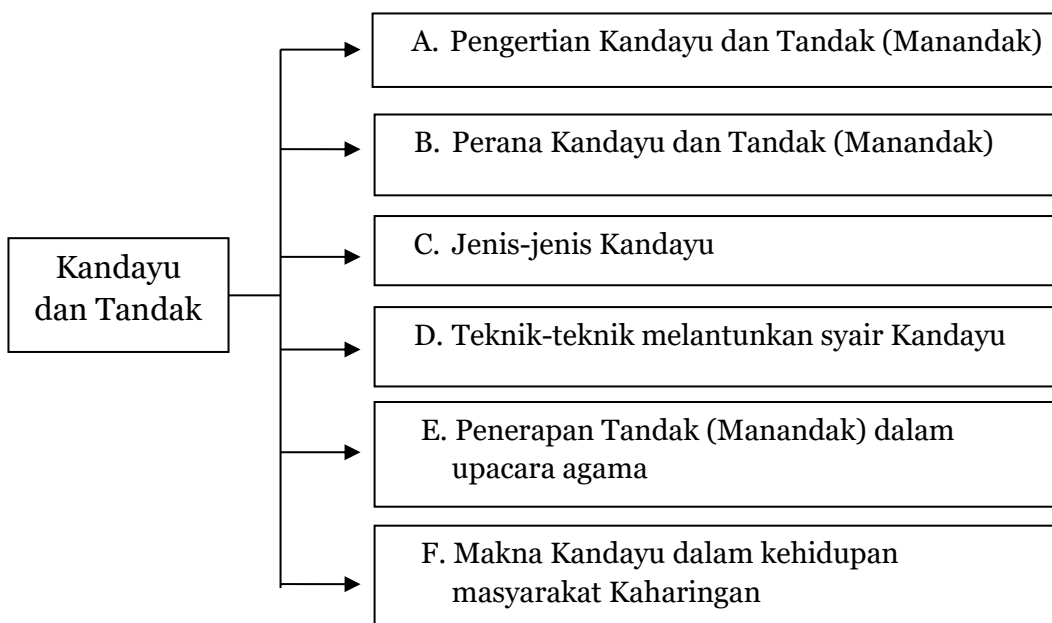 Kandayu
dan Tandak
A. Pengertian Kandayu dan Tandak (Manandak)
B. Perana Kandayu dan Tandak (Manandak)
C. Jenis-jenis Kandayu
D. Teknik-teknik melantunkan syair Kandayu
E. Penerapan Tandak (Manandak) dalam
upacara agama
F. Makna Kandayu dalam kehidupan
masyarakat Kaharingan